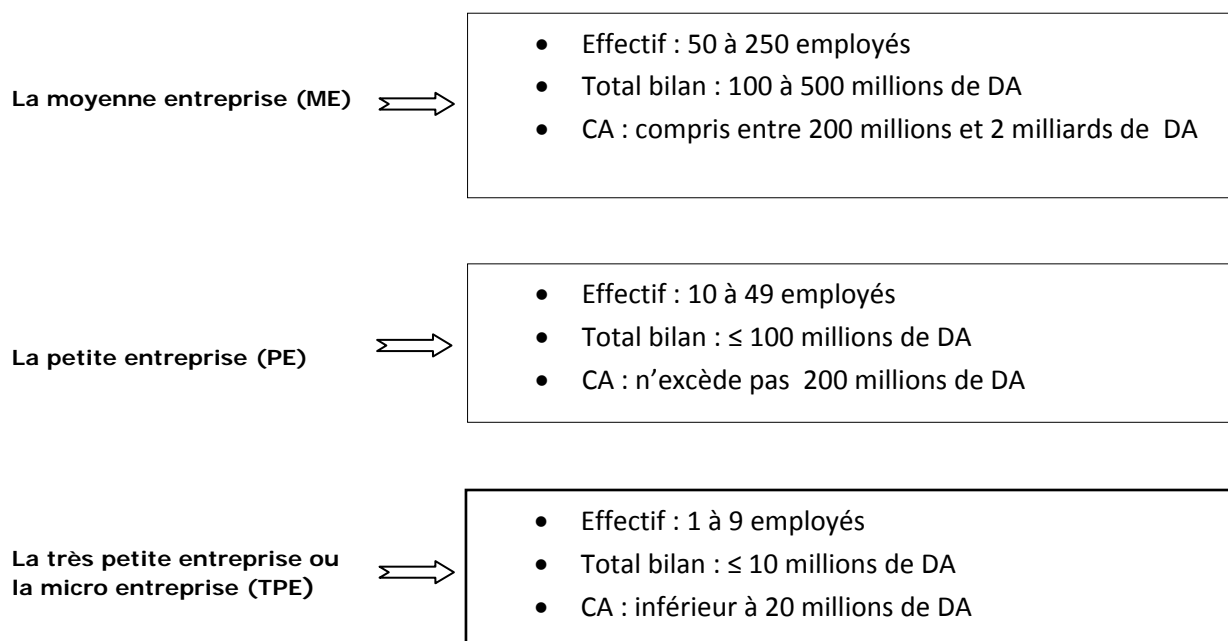 La moyenne entreprise (ME)
• Effectif : 50 à 250 employés
• Total bilan : 100 à 500 millions de DA
• CA : compris entre 200 millions et 2 milliards de DA
La petite entreprise (PE)
• Effectif : 10 à 49 employés
• Total bilan : ≤ 100 millions de DA
• CA : n’excède pas 200 millions de DA
La très petite entreprise ou
la micro entreprise (TPE)
• Effectif : 1 à 9 employés
• Total bilan : ≤ 10 millions de DA
• CA : inférieur à 20 millions de DA